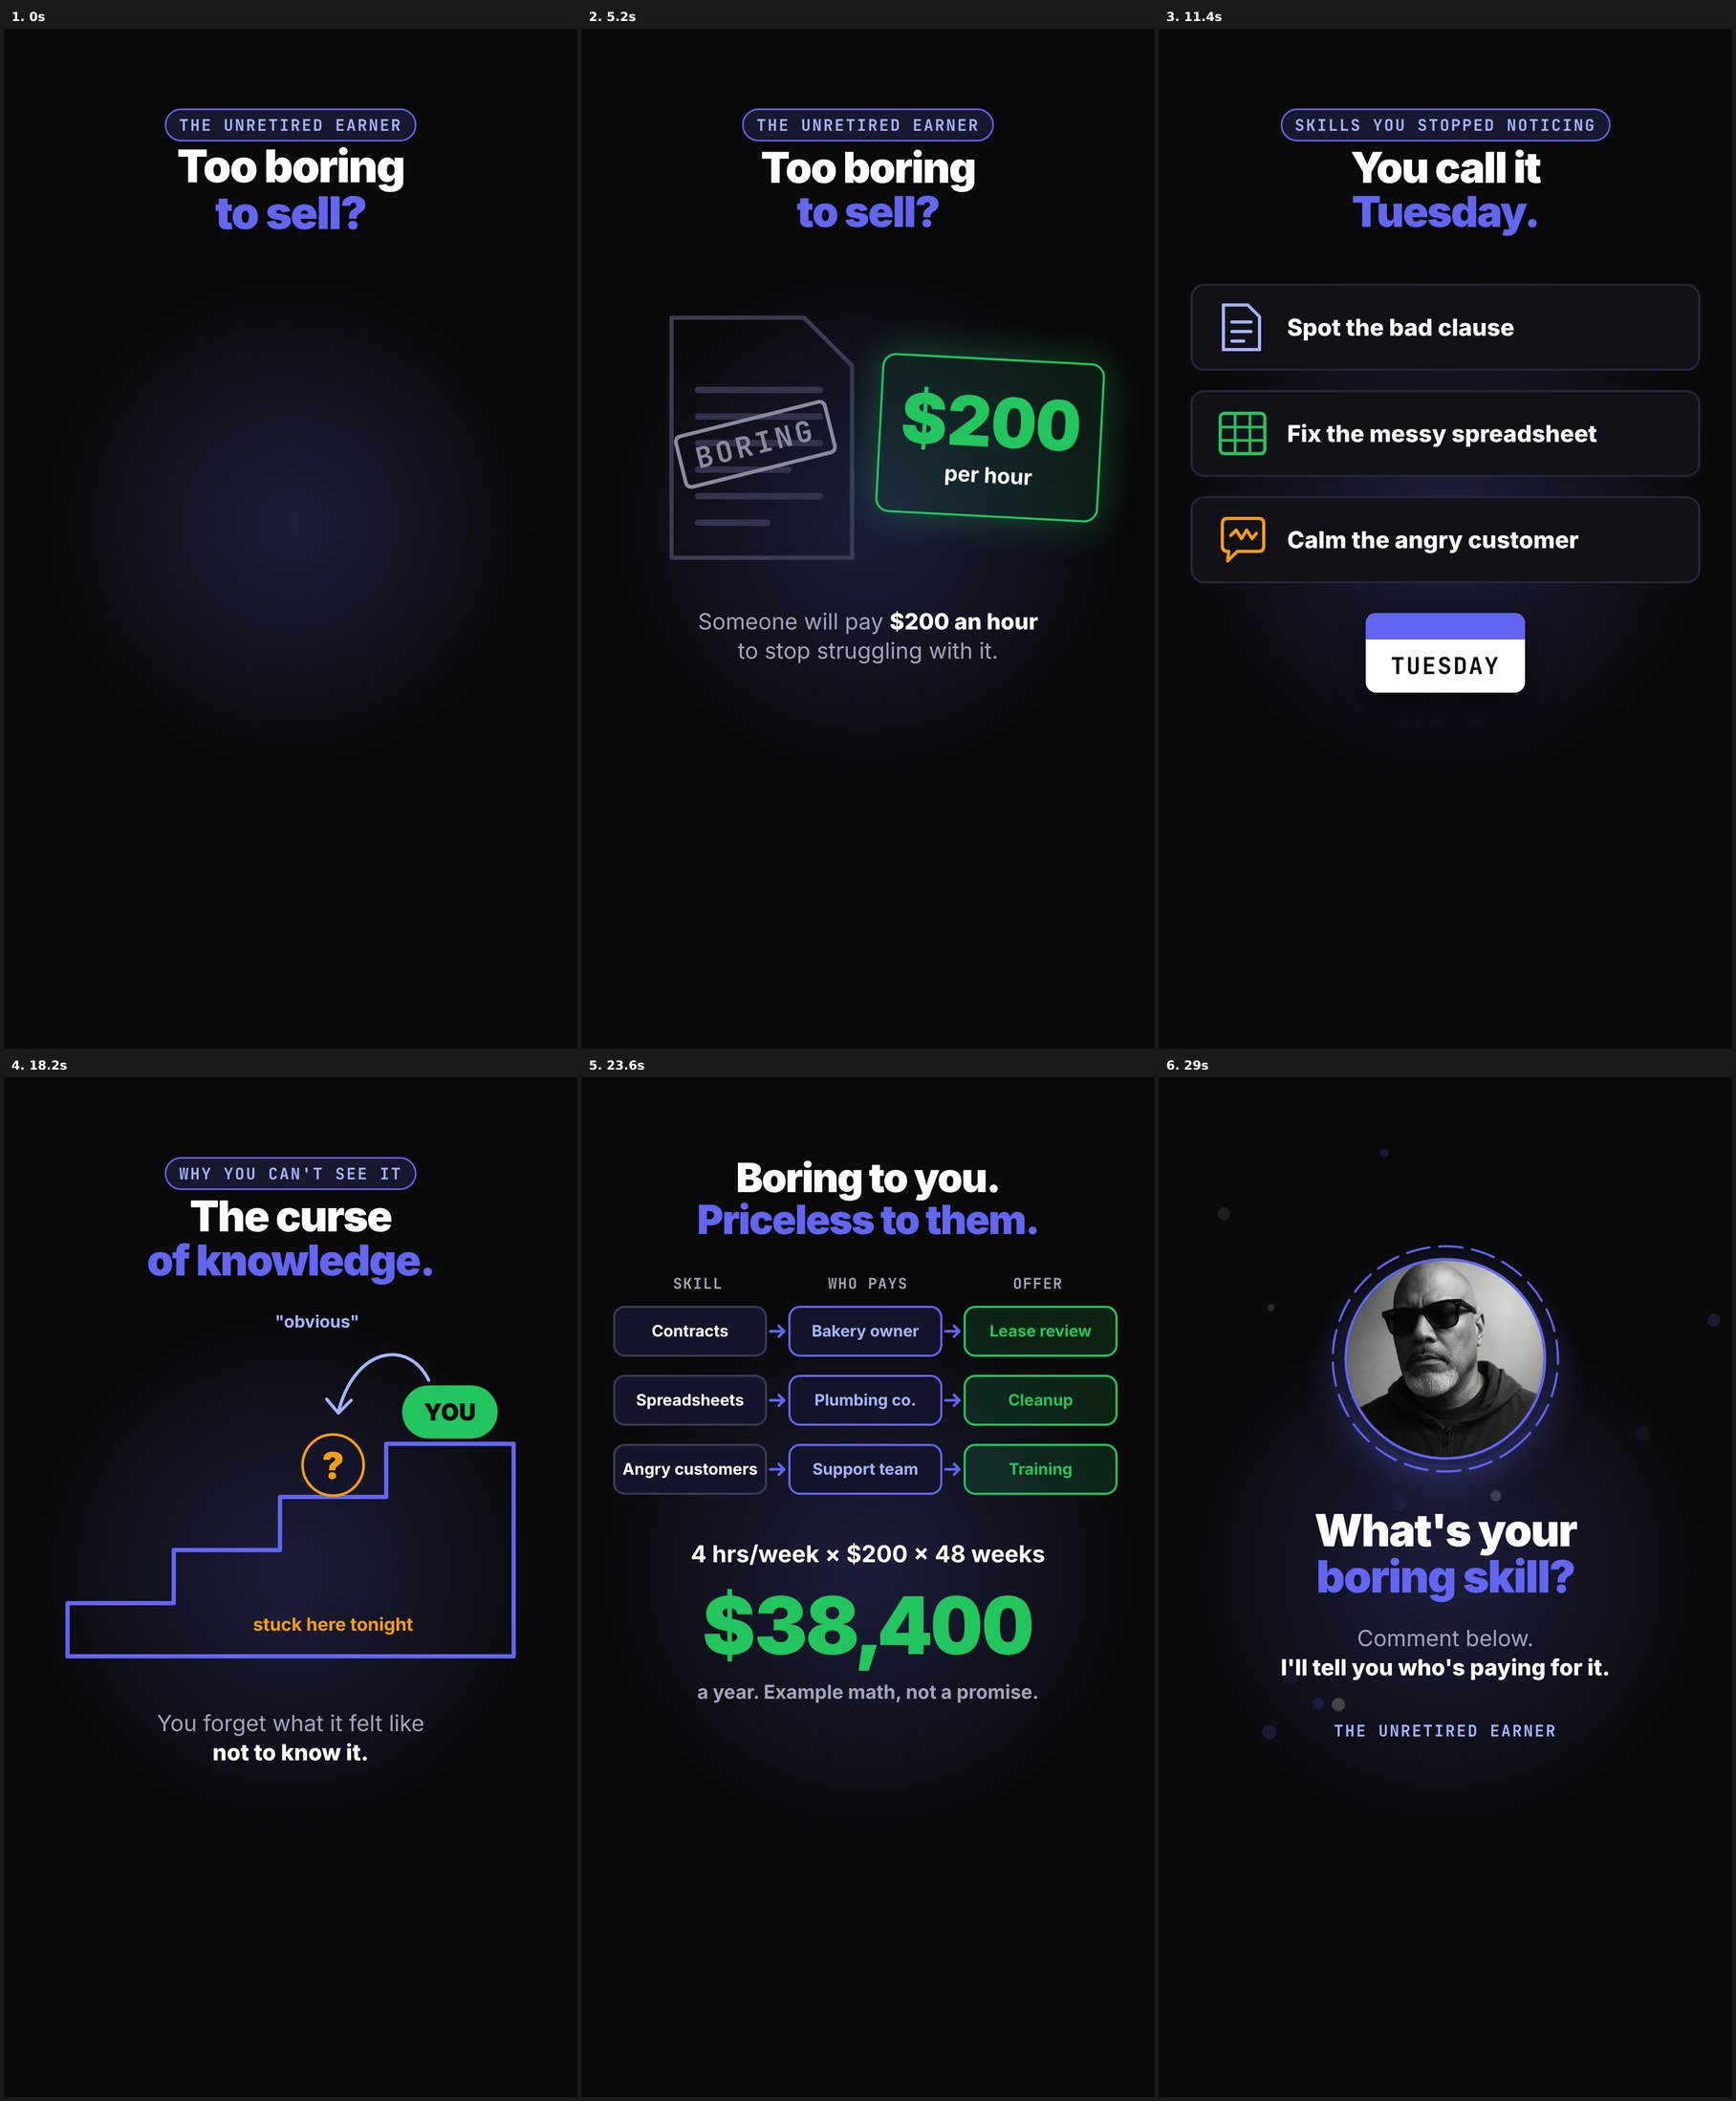 1. 0s
THE UNRETIRED EARNER
Too boring
to sell?
2. 5.2s
THE UNRETIRED EARNER
Too boring
to sell?
BORING
$200
per hour
Someone will pay $200 an hour
to stop struggling with it.
3. 11.4s
SKILLS YOU STOPPED NOTICING
You call it
Tuesday.
Spot the bad clause
Fix the messy spreadsheet
Calm the angry customer
TUESDAY
4. 18.2s
WHY YOU CAN'T SEE IT
The curse
of knowledge.
"obvious"
YOU
?
stuck here tonight
You forget what it felt like
not to know it.
5. 23.6s
Boring to you.
Priceless to them.
SKILL WHO PAYS OFFER
Contracts Bakery owner Lease review
Spreadsheets Plumbing co. Cleanup
Angry customers Support team Training
4 hrs/week × $200 × 48 weeks
$38,400
a year. Example math, not a promise.
6. 29s
What's your
boring skill?
Comment below.
I'll tell you who's paying for it.
THE UNRETIRED EARNER